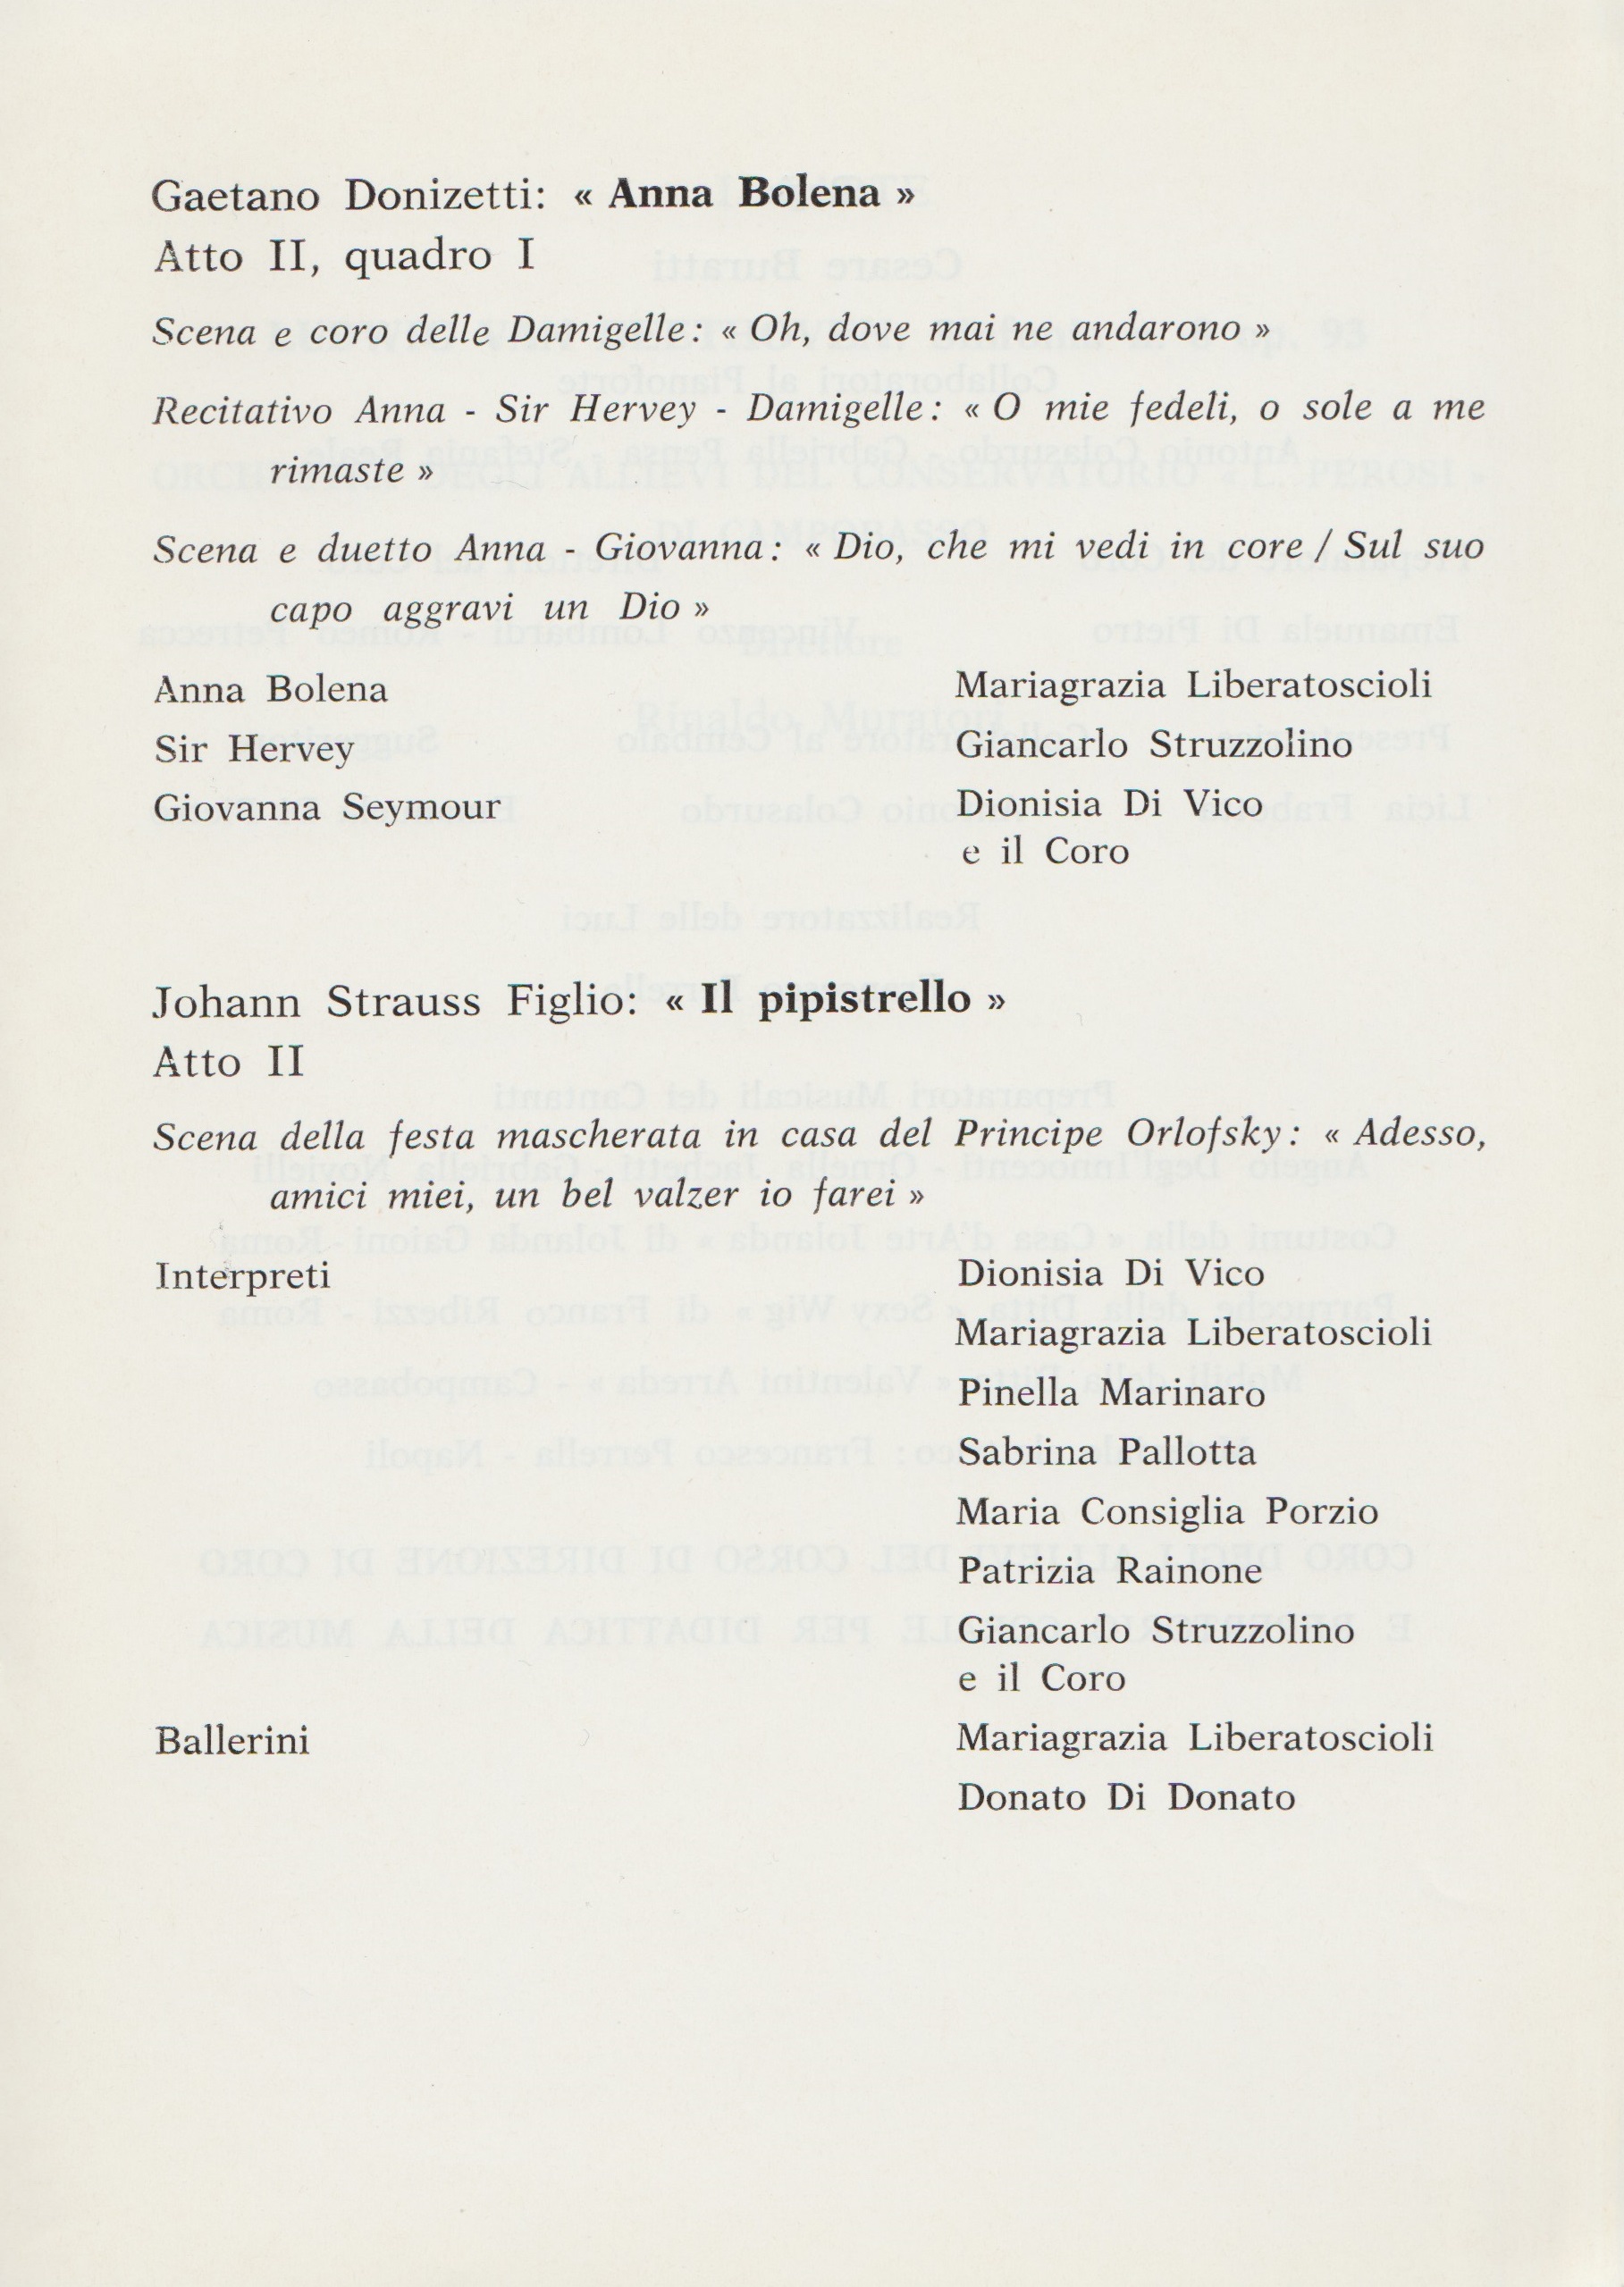 Gaetano Donizetti: « Anna Bolena »
Atto II, quadro I
Scena e coro delle Damigelle: « Oh, dove mai ne andarono »
Recitativo Anna - Sir Hervey - Damigelle: « O mie fedeli, o sole a me
rimaste »
Scena e duetto Anna - Giovanna: « Dio, che mi vedi in core / Sul suo
capo aggravi un Dio »
Anna Bolena Mariagrazia Liberatoscioli
Sir Hervey Giancarlo Struzzolino
Giovanna Seymour Dionisia Di Vico
e il Coro
Johann Strauss Figlio: « Il pipistrello »
Atto II
Scena della festa mascherata in casa del Principe Orlofsky: « Adesso,
amici miei, un bel valzer io farei »
Interpreti Dionisia Di Vico
Mariagrazia Liberatoscioli
Pinella Marinaro
Sabrina Pallotta
Maria Consiglia Porzio
Patrizia Rainone
Giancarlo Struzzolino
e il Coro
Ballerini Mariagrazia Liberatoscioli
Donato Di Donato